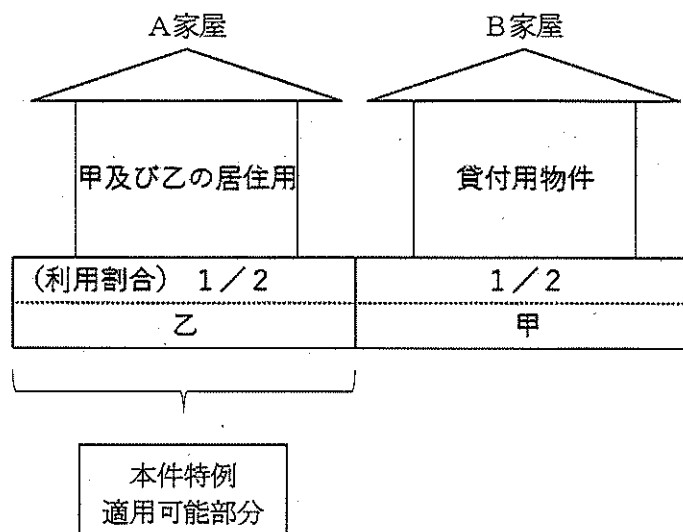 A家屋 B家屋
甲及び乙の居住用 貸付用物件
(利用割合) 1/2 1/2
乙 甲
本件特例
適用可能部分